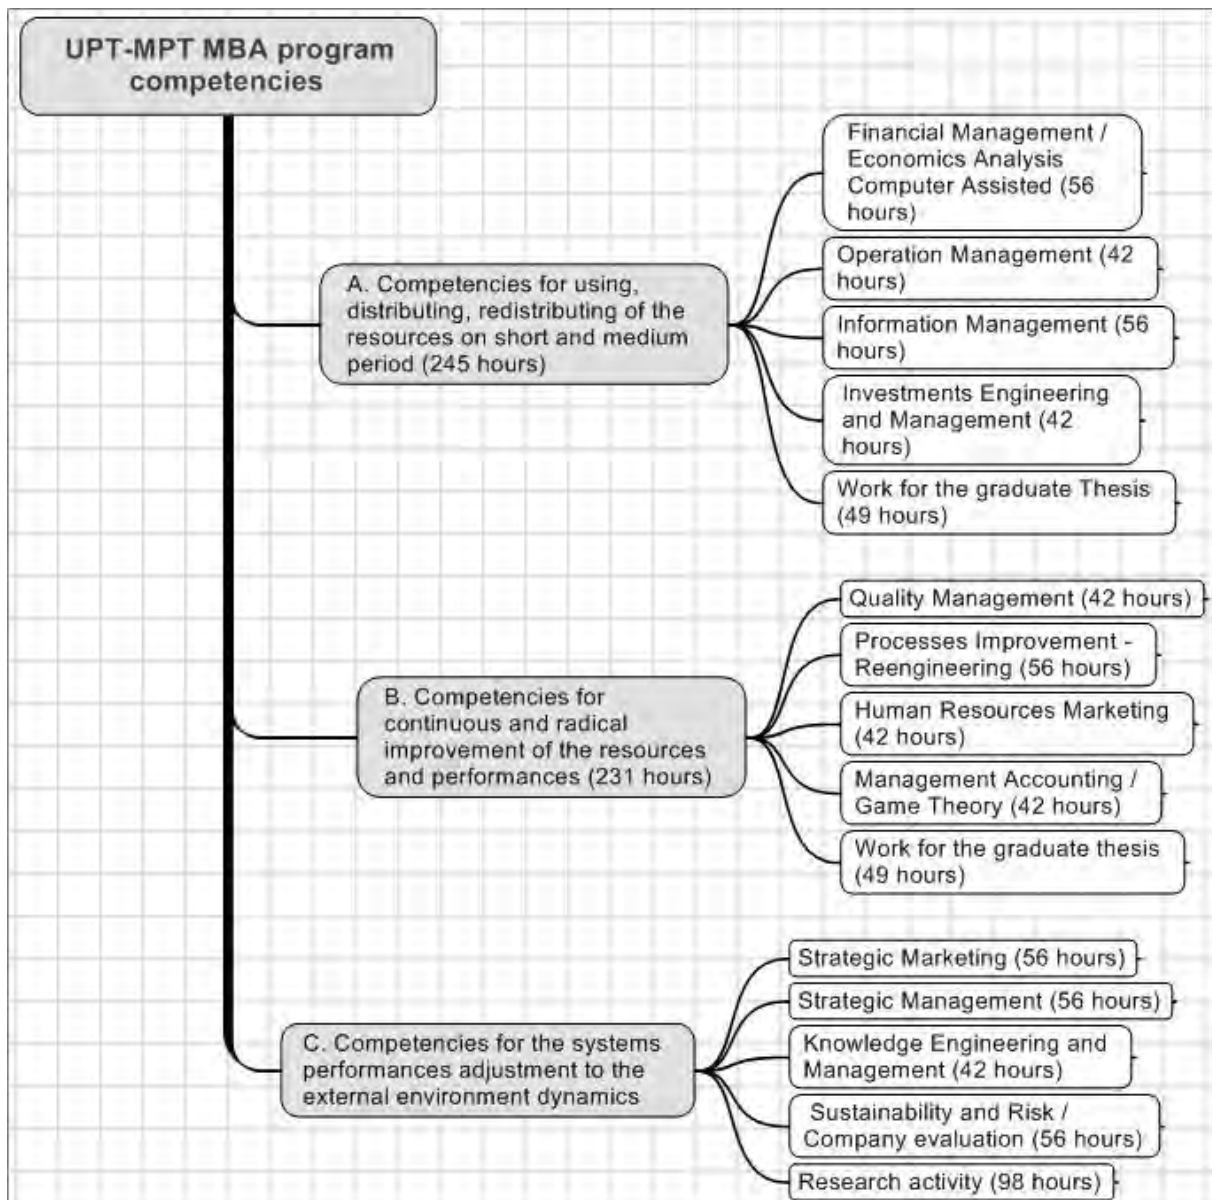 UPT-MPT MBA program
competencies
A. Competencies for using,
distributing, redistributing of the
resources on short and medium
period (245 hours)
Financial Management /
Economics Analysis
Computer Assisted (56
hours)
Operation Management (42
hours)
Information Management (56
hours)
Investments Engineering
and Management (42
hours)
Work for the graduate Thesis
(49 hours)
B. Competencies for
continuous and radical
improvement of the resources
and performances (231 hours)
Quality Management (42 hours)
Processes Improvement -
Reengineering (56 hours)
Human Resources Marketing
(42 hours)
Management Accounting /
Game Theory (42 hours)
Work for the graduate thesis
(49 hours)
C. Competencies for the systems
performances adjustment to the
external environment dynamics
Strategic Marketing (56 hours)
Strategic Management (56 hours)
Knowledge Engineering and
Management (42 hours)
Sustainability and Risk /
Company evaluation (56 hours)
Research activity (98 hours)